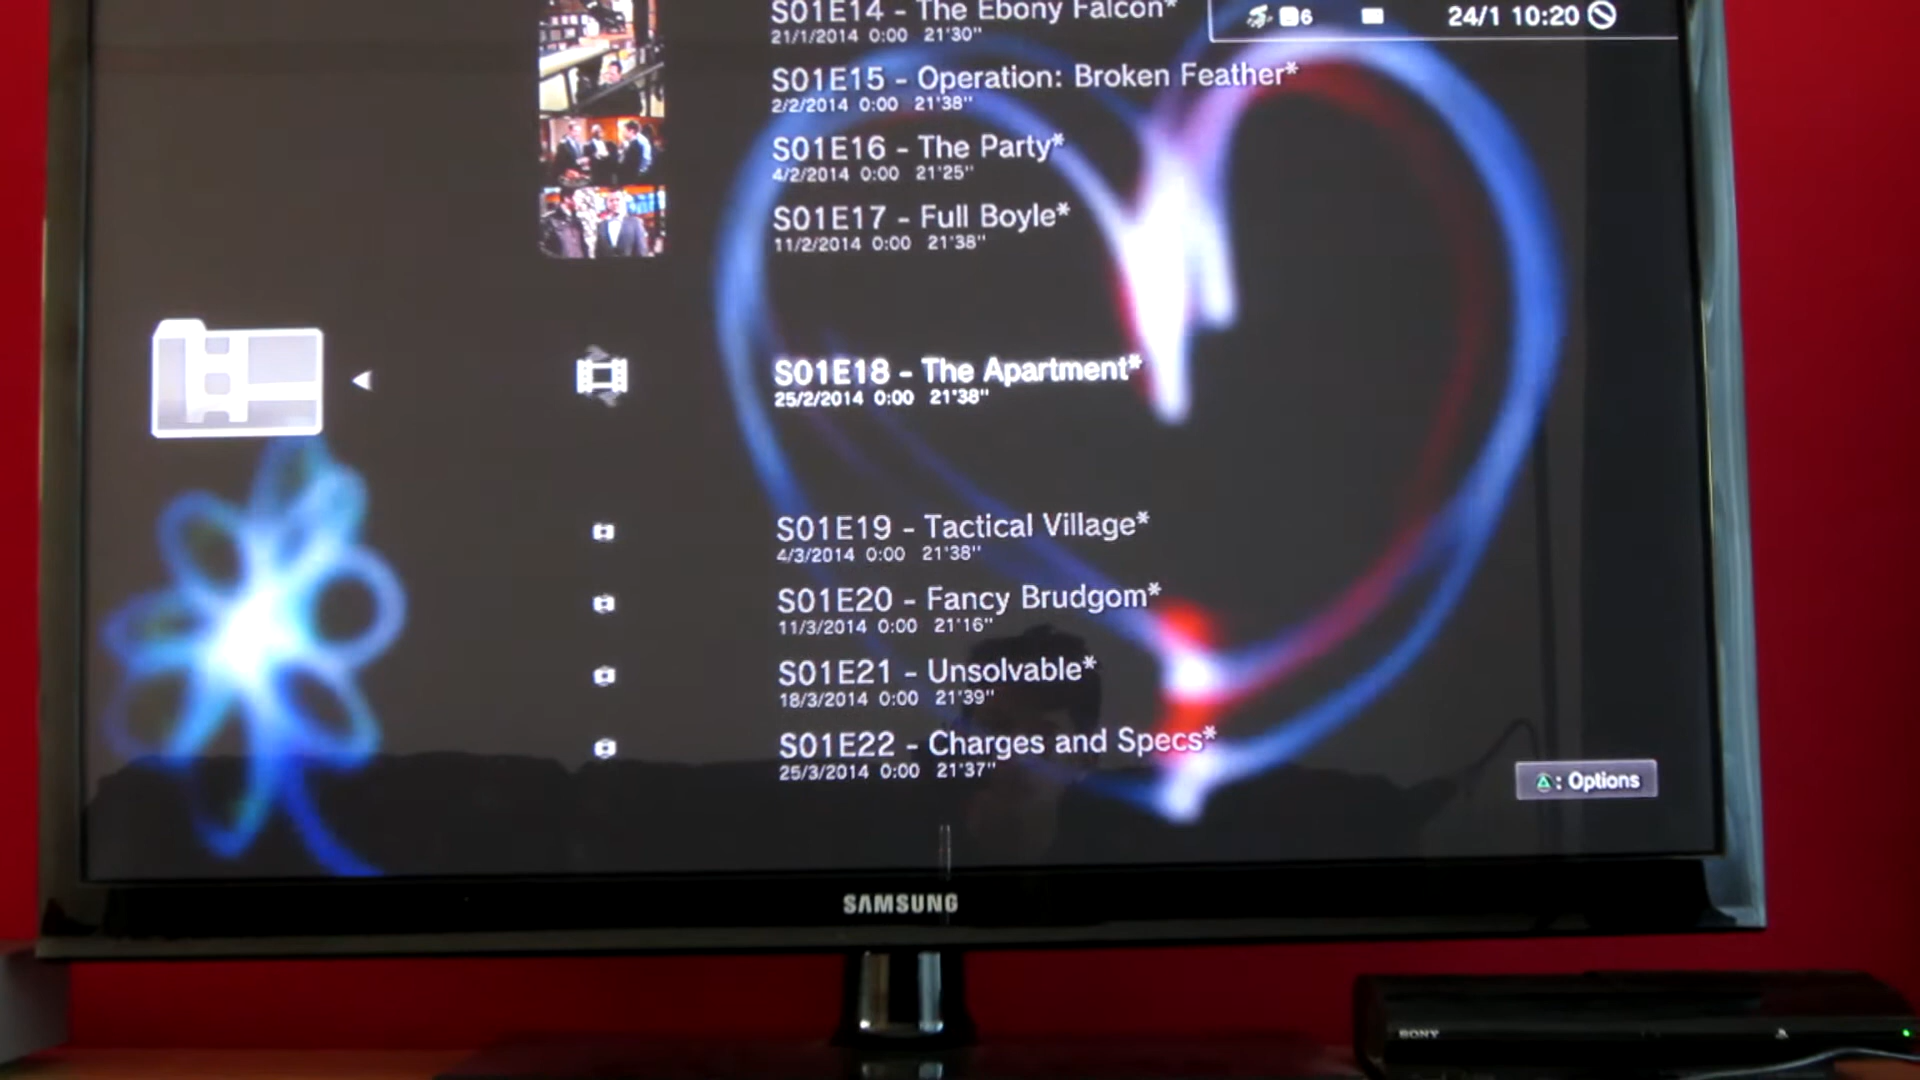 S01E14 - The Ebony Falcon*
21/1/2014 0:00 21'30"
6
24/1 10:20
S01E15 - Operation: Broken Feather*
2/2/2014 0:00 21'38"
S01E16 - The Party*
4/2/2014 0:00 21'25"
S01E17 - Full Boyle*
11/2/2014 0:00 21'38"
S01E18 - The Apartment*
25/2/2014 0:00 21'38"
S01E19 - Tactical Village*
4/3/2014 0:00 21'38"
S01E20 - Fancy Brudgom*
11/3/2014 0:00 21'16"
S01E21 - Unsolvable*
18/3/2014 0:00 21'39"
S01E22 - Charges and Specs*
25/3/2014 0:00 21'37"
: Options
SAMSUNG
SONY